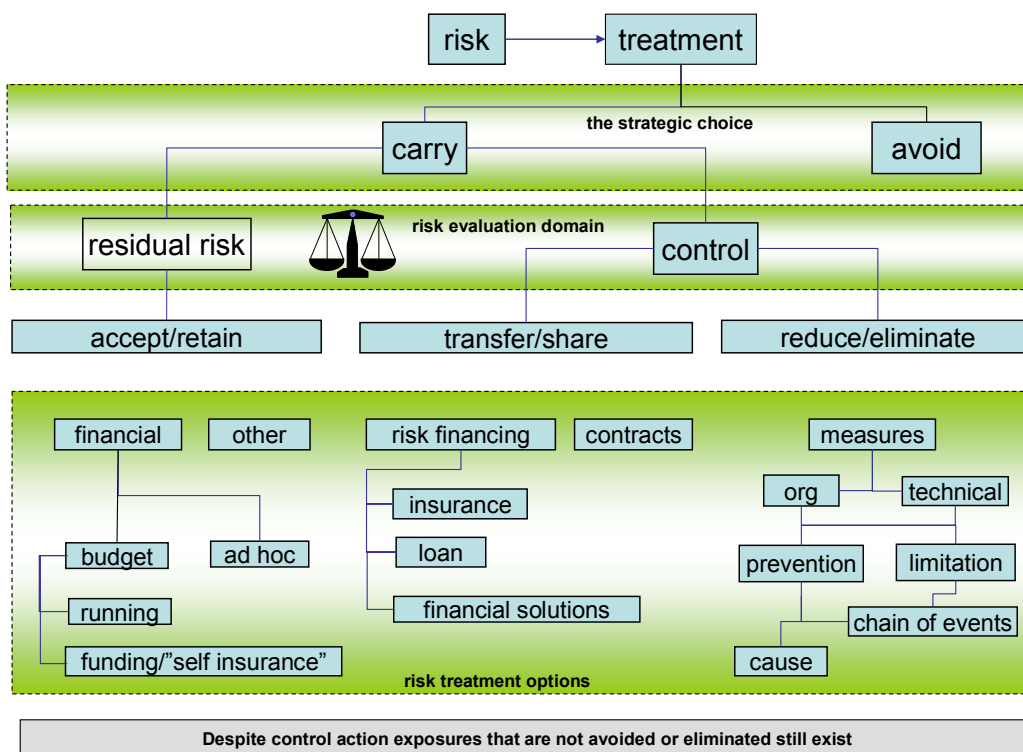 risk
treatment
the strategic choice
carry
avoid
risk evaluation domain
residual risk
control
accept/retain
transfer/share
reduce/eliminate
financial
other
risk financing
contracts
measures
org
technical
insurance
budget
ad hoc
loan
prevention
limitation
running
financial solutions
chain of events
funding/”self insurance”
cause
risk treatment options
Despite control action exposures that are not avoided or eliminated still exist